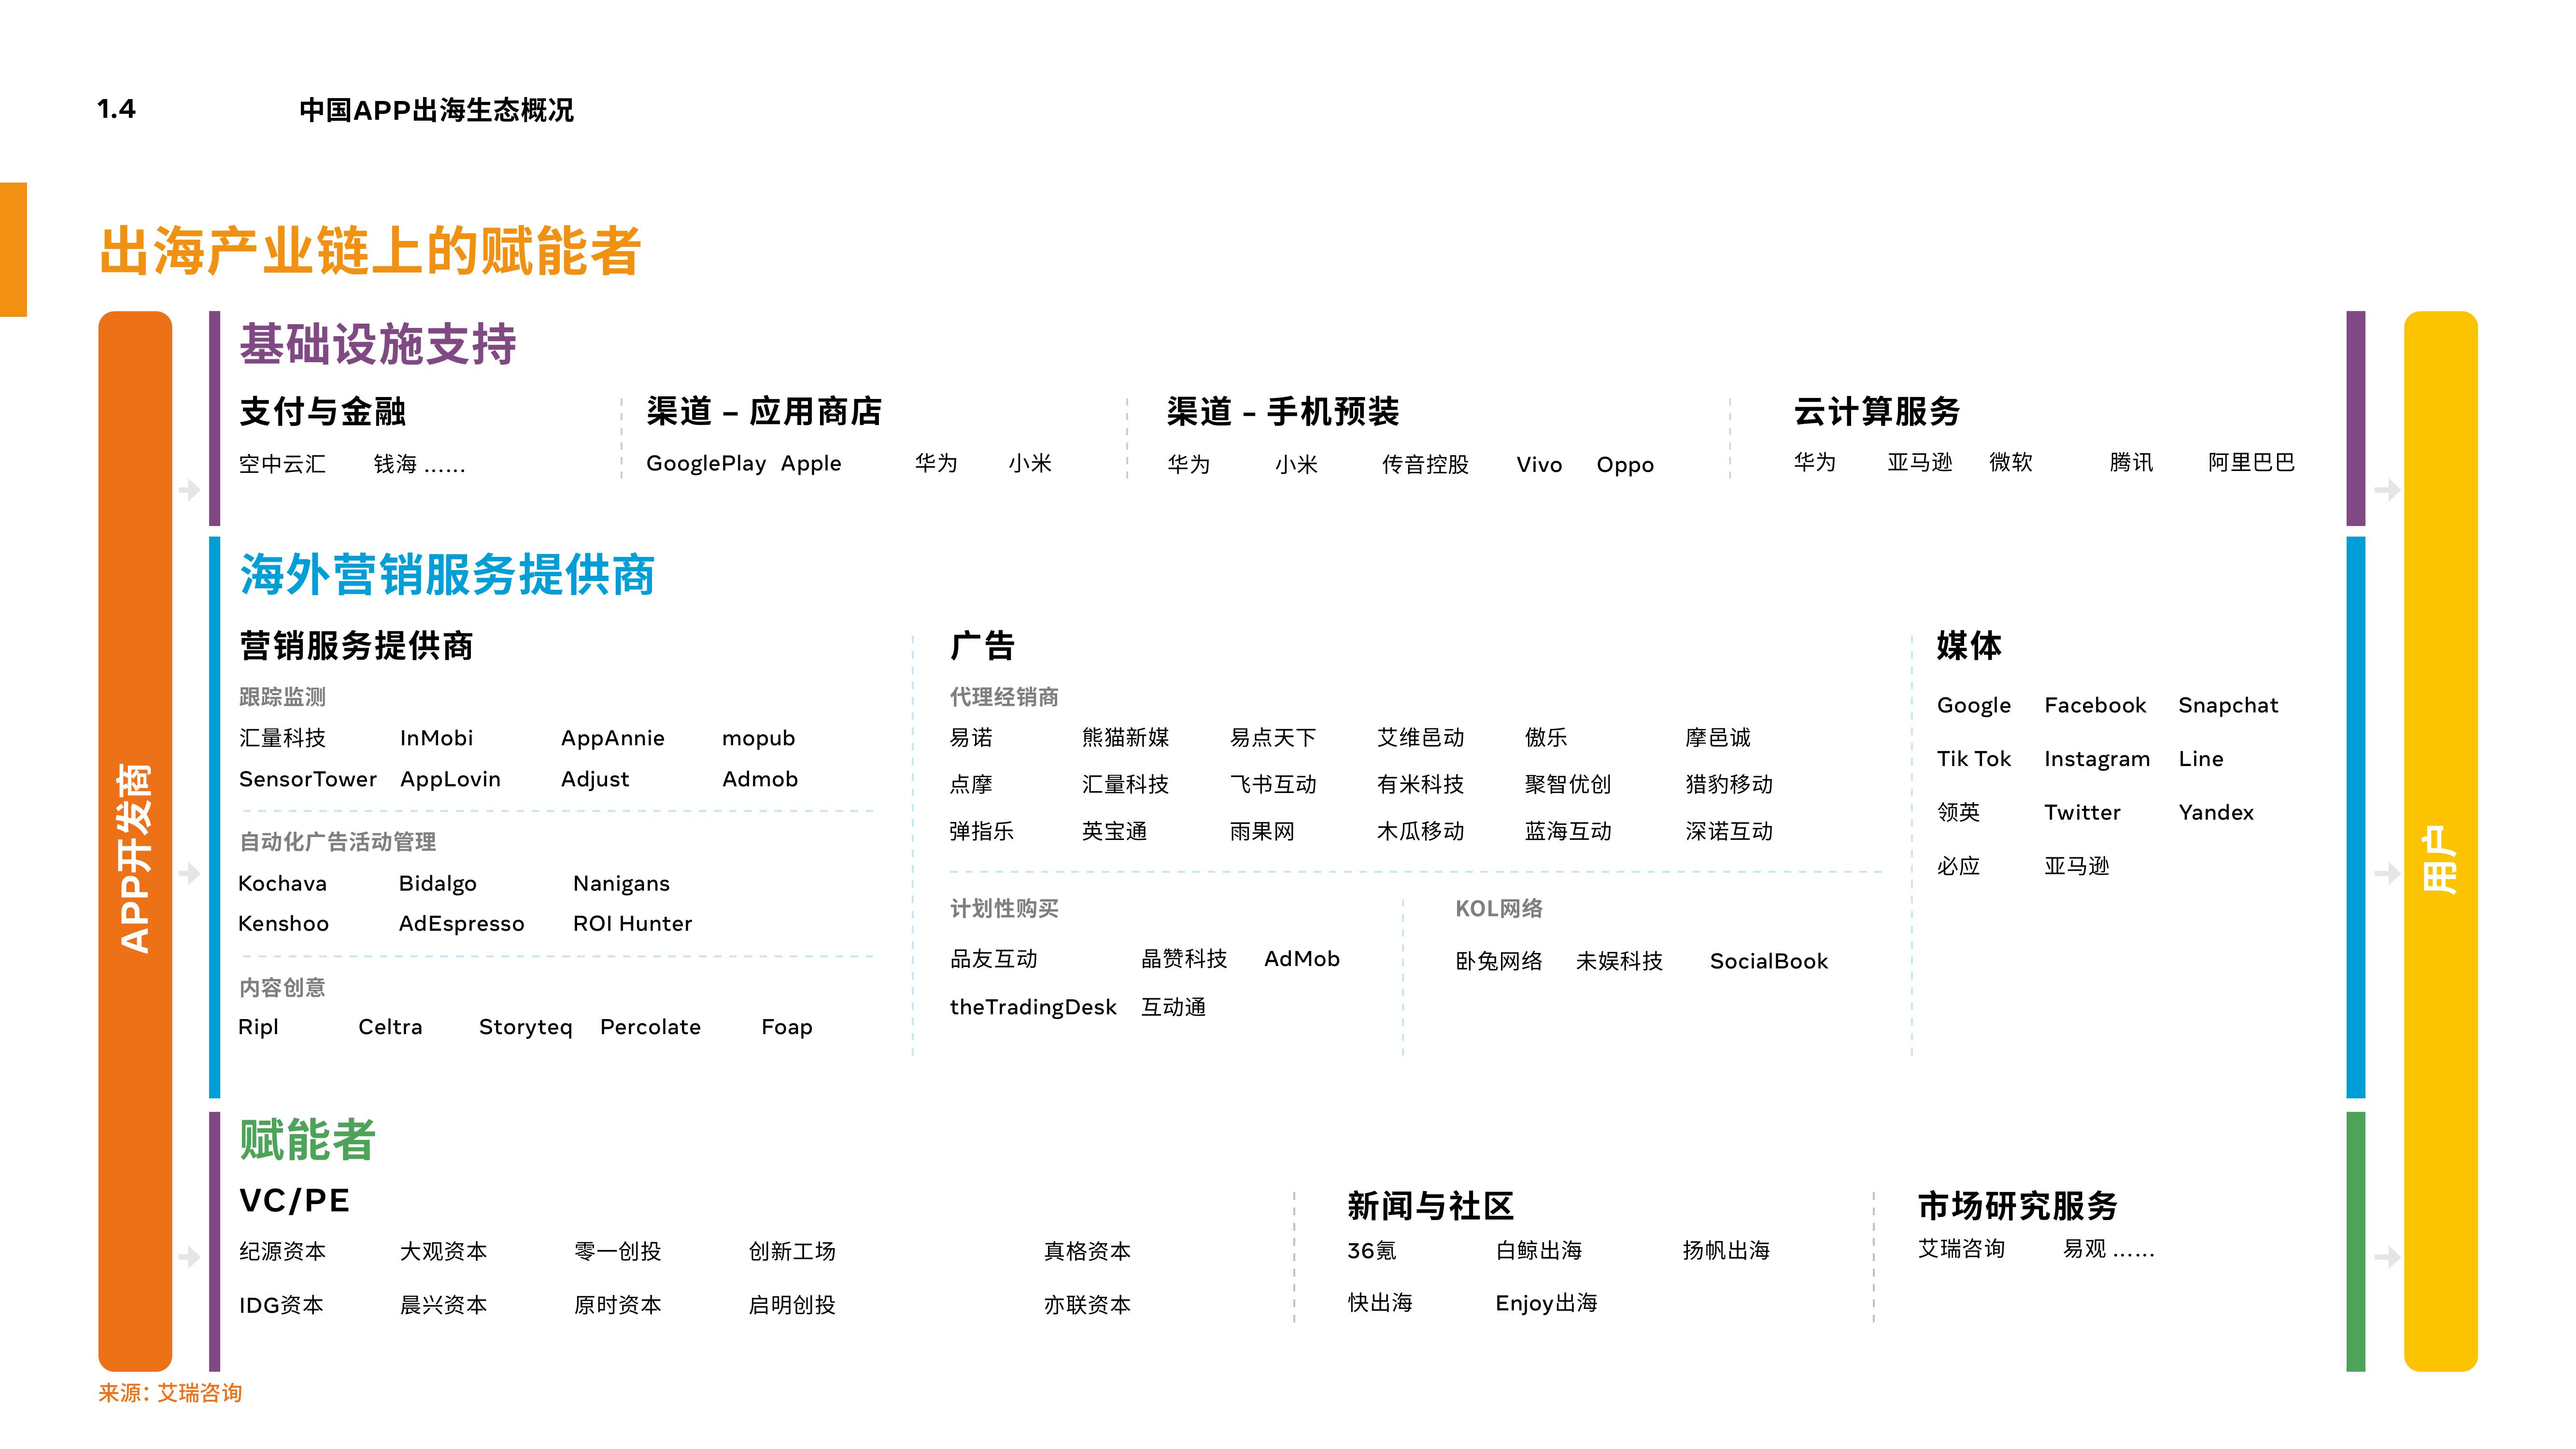 1.4 中国APP出海生态概况
出海产业链上的赋能者
APP开发商
基础设施支持
支付与金融
空中云汇 钱海 ……
渠道 – 应用商店
GooglePlay Apple 华为 小米
渠道 – 手机预装
华为 小米 传音控股 Vivo Oppo
云计算服务
华为 亚马逊 微软 腾讯 阿里巴巴
海外营销服务提供商
营销服务提供商
跟踪监测
汇量科技 InMobi AppAnnie mopub
SensorTower AppLovin Adjust Admob
自动化广告活动管理
Kochava Bidalgo Nanigans
Kenshoo AdEspresso ROI Hunter
内容创意
Ripl Celtra Storyteq Percolate Foap
广告
代理经销商
易诺 熊猫新媒 易点天下 艾维邑动 傲乐 摩邑诚
点摩 汇量科技 飞书互动 有米科技 聚智优创 猎豹移动
弹指乐 英宝通 雨果网 木瓜移动 蓝海互动 深诺互动
计划性购买
品友互动 晶赞科技 AdMob
theTradingDesk 互动通
KOL网络
卧兔网络 未娱科技 SocialBook
媒体
Google Facebook Snapchat
Tik Tok Instagram Line
领英 Twitter Yandex
必应 亚马逊
赋能者
VC/PE
纪源资本 大观资本 零一创投 创新工场 真格资本
IDG资本 晨兴资本 原时资本 启明创投 亦联资本
新闻与社区
36氪 白鲸出海 扬帆出海
快出海 Enjoy出海
市场研究服务
艾瑞咨询 易观 ……
用户
来源：艾瑞咨询